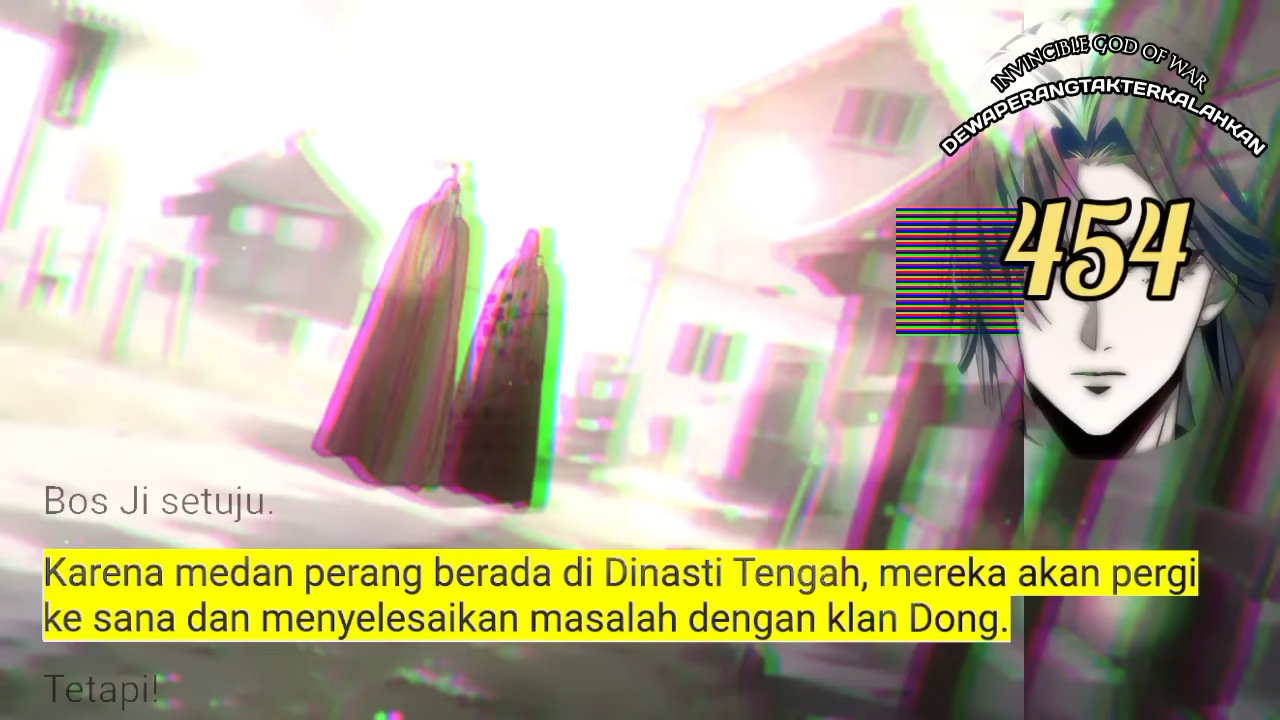 INVINCIBLE GOD OF WAR
DEWAPERANGTAKTERKALAHKAN
454
Bos Ji setuju.
Karena medan perang berada di Dinasti Tengah, mereka akan pergi
ke sana dan menyelesaikan masalah dengan klan Dong.
Tetapi!